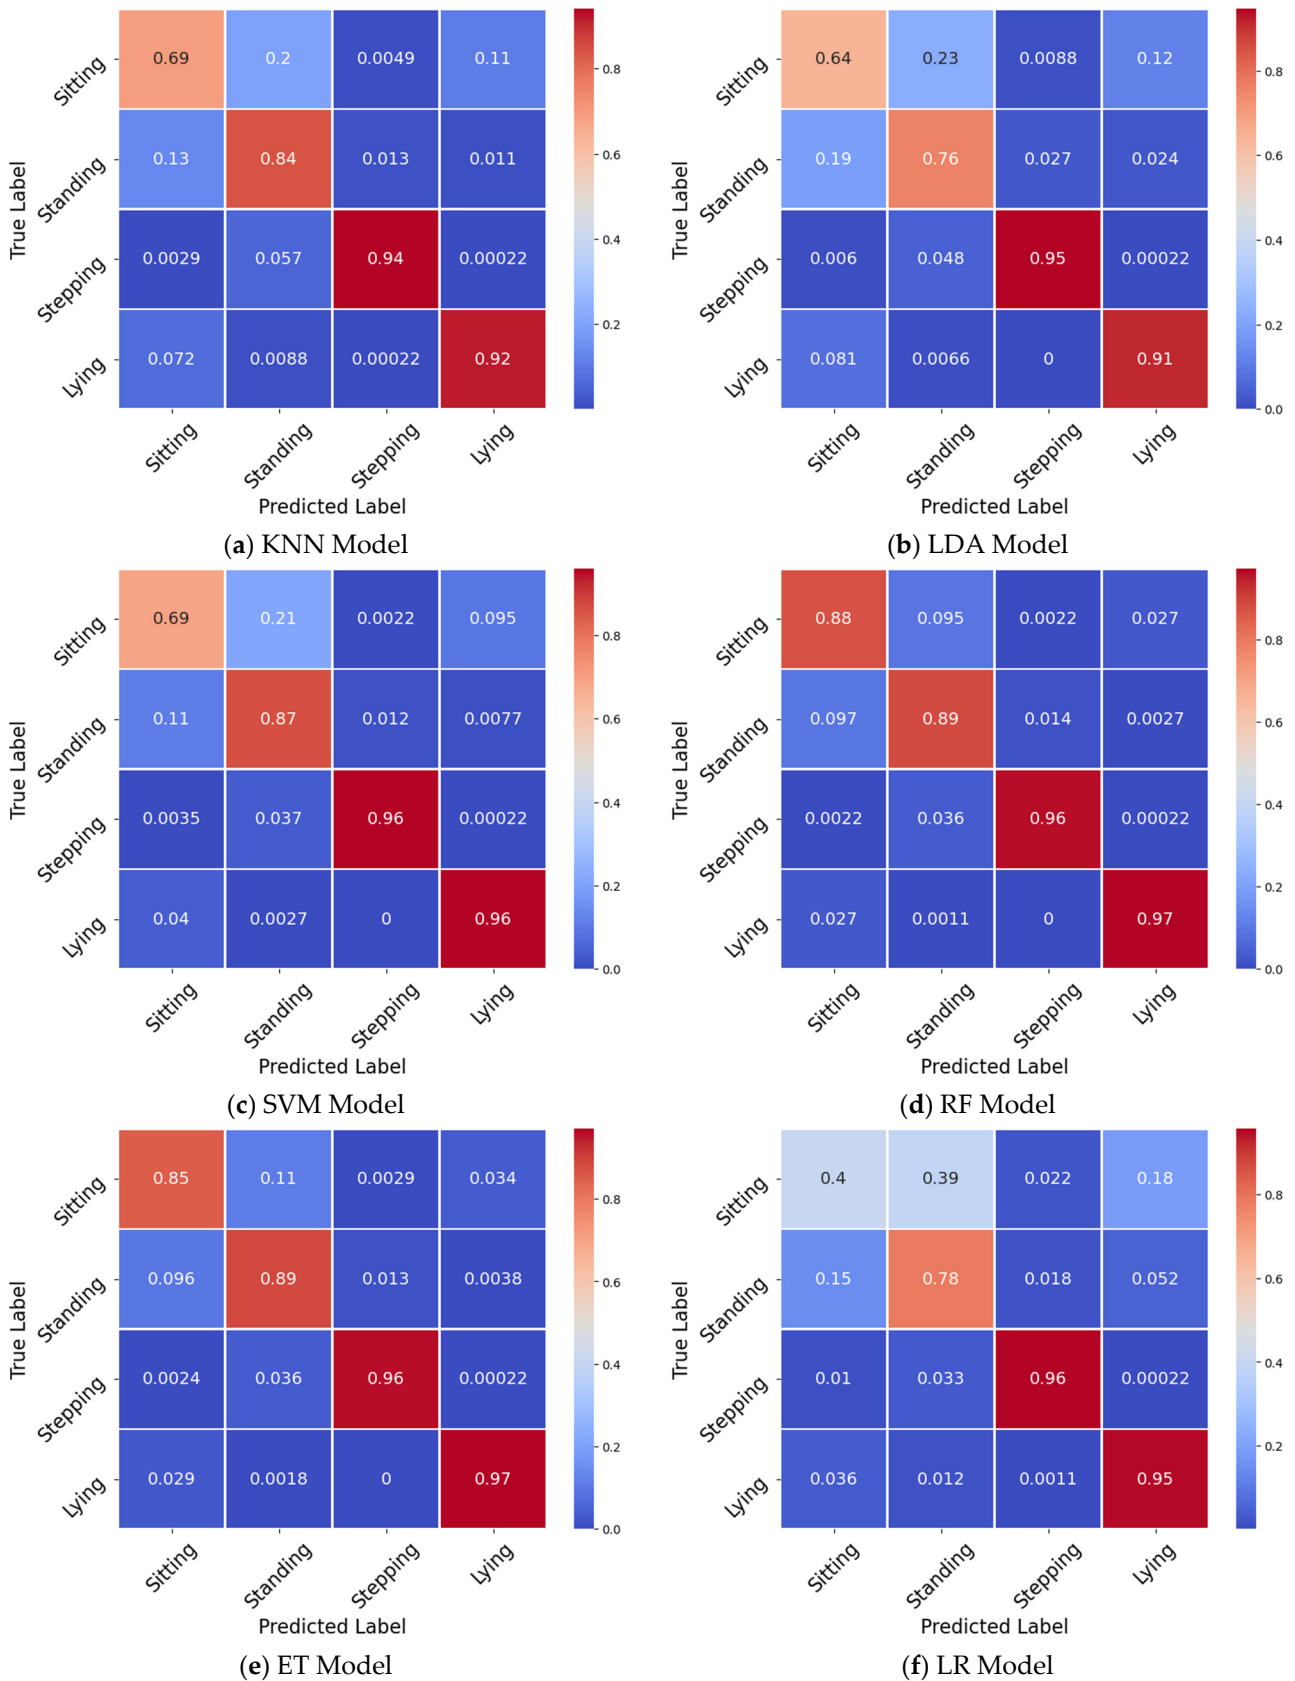 True Label
Sitting 0.69 0.2 0.0049 0.11
Standing 0.13 0.84 0.013 0.011
Stepping 0.0029 0.057 0.94 0.00022
Lying 0.072 0.0088 0.00022 0.92
Sitting Standing Stepping Lying
Predicted Label
0.8
0.6
0.4
0.2
(a) KNN Model
True Label
Sitting 0.64 0.23 0.0088 0.12
Standing 0.19 0.76 0.027 0.024
Stepping 0.006 0.048 0.95 0.00022
Lying 0.081 0.0066 0 0.91
Sitting Standing Stepping Lying
Predicted Label
0.8
0.6
0.4
0.2
0.0
(b) LDA Model
True Label
Sitting 0.69 0.21 0.0022 0.095
Standing 0.11 0.87 0.012 0.0077
Stepping 0.0035 0.037 0.96 0.00022
Lying 0.04 0.0027 0 0.96
Sitting Standing Stepping Lying
Predicted Label
0.8
0.6
0.4
0.2
0.0
(c) SVM Model
True Label
Sitting 0.88 0.095 0.0022 0.027
Standing 0.097 0.89 0.014 0.0027
Stepping 0.0022 0.036 0.96 0.00022
Lying 0.027 0.0011 0 0.97
Sitting Standing Stepping Lying
Predicted Label
0.8
0.6
0.4
0.2
0.0
(d) RF Model
True Label
Sitting 0.85 0.11 0.0029 0.034
Standing 0.096 0.89 0.013 0.0038
Stepping 0.0024 0.036 0.96 0.00022
Lying 0.029 0.0018 0 0.97
Sitting Standing Stepping Lying
Predicted Label
0.8
0.6
0.4
0.2
0.0
(e) ET Model
True Label
Sitting 0.4 0.39 0.022 0.18
Standing 0.15 0.78 0.018 0.052
Stepping 0.01 0.033 0.96 0.00022
Lying 0.036 0.012 0.0011 0.95
Sitting Standing Stepping Lying
Predicted Label
0.8
0.6
0.4
0.2
(f) LR Model